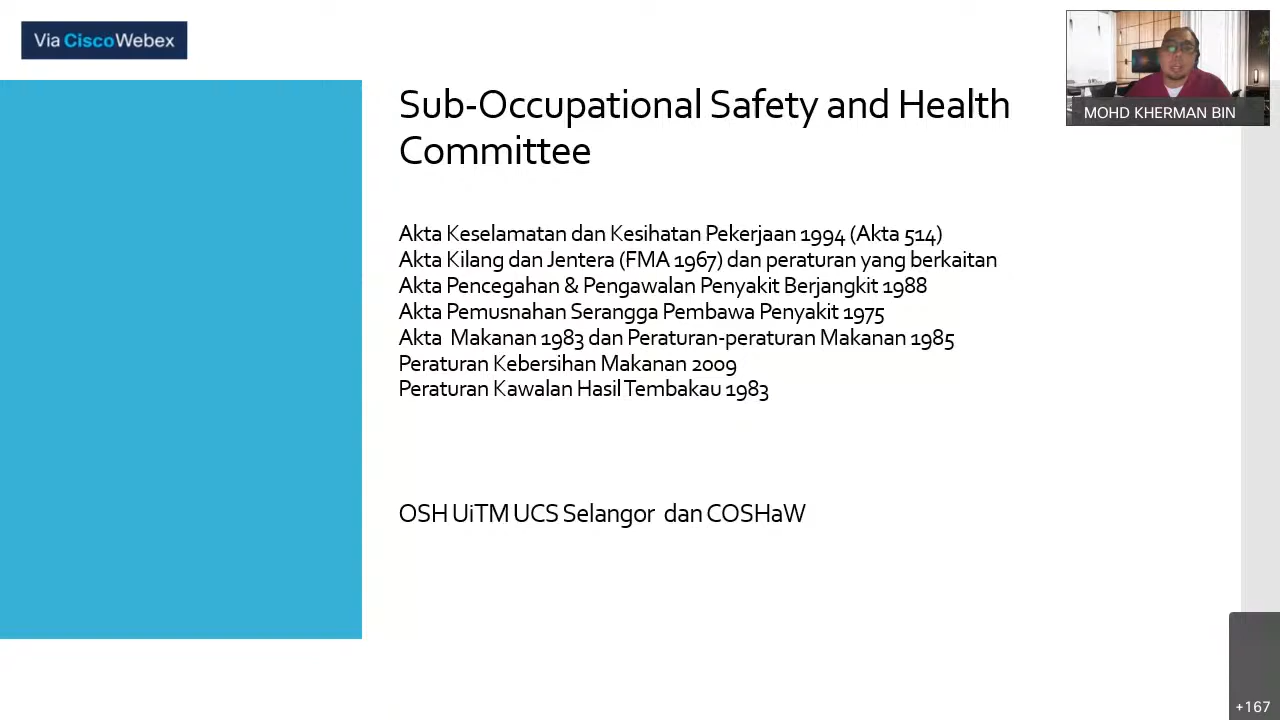 Via CiscoWebex
MOHD KHERMAN BIN
Sub-Occupational Safety and Health
Committee
Akta Keselamatan dan Kesihatan Pekerjaan 1994 (Akta 514)
Akta Kilang dan Jentera (FMA 1967) dan peraturan yang berkaitan
Akta Pencegahan & Pengawalan Penyakit Berjangkit 1988
Akta Pemusnahan Serangga Pembawa Penyakit 1975
Akta Makanan 1983 dan Peraturan-peraturan Makanan 1985
Peraturan Kebersihan Makanan 2009
Peraturan Kawalan Hasil Tembakau 1983
OSH UiTM UCS Selangor dan COSHaW
+167